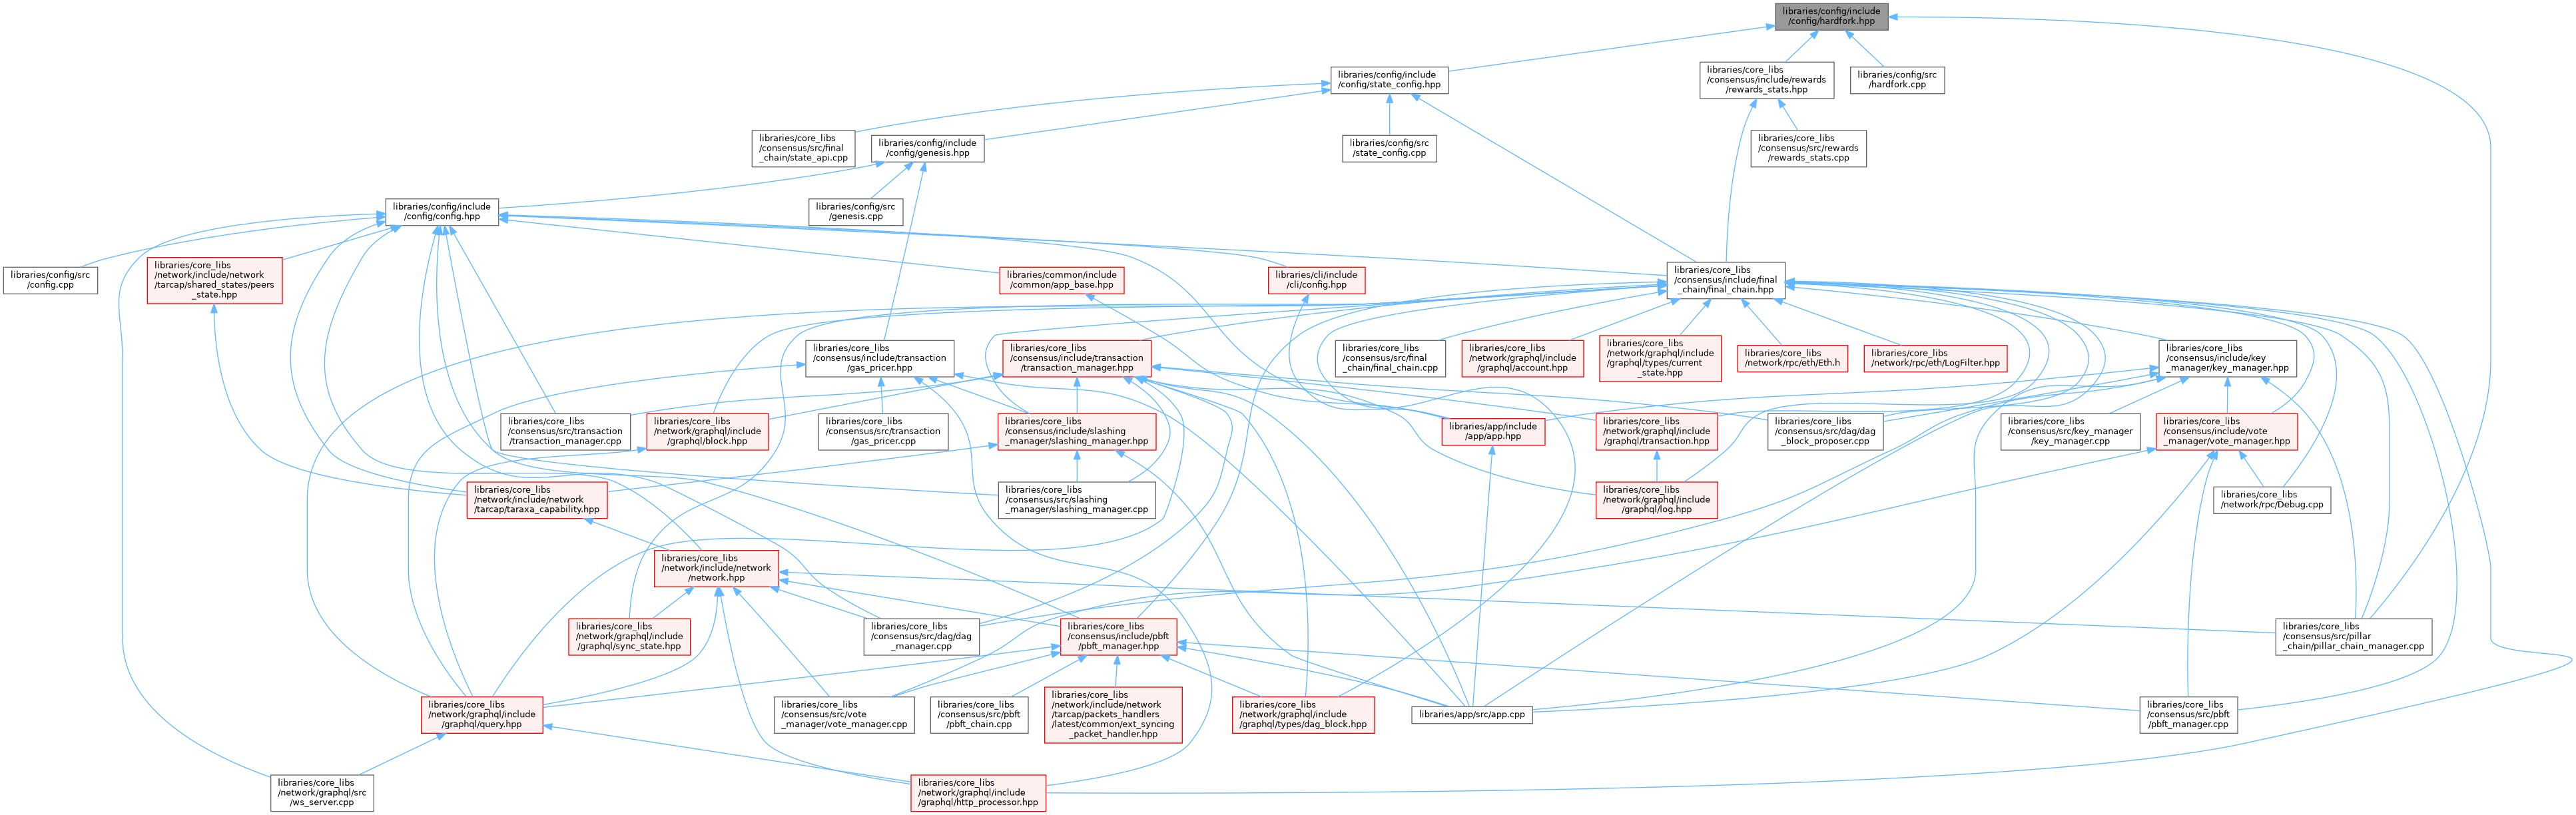 libraries/config/include
/config/hardfork.hpp
libraries/config/include
/config/state_config.hpp
libraries/core_libs
/consensus/include/rewards
/rewards_stats.hpp
libraries/config/src
/hardfork.cpp
libraries/core_libs
/consensus/src/final
_chain/state_api.cpp
libraries/config/include
/config/genesis.hpp
libraries/config/src
/state_config.cpp
libraries/core_libs
/consensus/src/rewards
/rewards_stats.cpp
libraries/config/include
/config/config.hpp
libraries/config/src
/genesis.cpp
libraries/config/src
/config.cpp
libraries/core_libs
/network/include/network
/tarcap/shared_states/peers
_state.hpp
libraries/common/include
/common/app_base.hpp
libraries/cli/include
/cli/config.hpp
libraries/core_libs
/consensus/include/final
_chain/final_chain.hpp
libraries/core_libs
/consensus/include/transaction
/gas_pricer.hpp
libraries/core_libs
/consensus/include/transaction
/transaction_manager.hpp
libraries/core_libs
/consensus/src/final
_chain/final_chain.cpp
libraries/core_libs
/network/graphql/include
/graphql/account.hpp
libraries/core_libs
/network/graphql/include
/graphql/types/current
_state.hpp
libraries/core_libs
/network/rpc/eth/Eth.h
libraries/core_libs
/network/rpc/eth/LogFilter.hpp
libraries/core_libs
/consensus/include/key
_manager/key_manager.hpp
libraries/core_libs
/consensus/src/transaction
/transaction_manager.cpp
libraries/core_libs
/network/graphql/include
/graphql/block.hpp
libraries/core_libs
/consensus/src/transaction
/gas_pricer.cpp
libraries/core_libs
/consensus/include/slashing
_manager/slashing_manager.hpp
libraries/app/include
/app/app.hpp
libraries/core_libs
/network/graphql/include
/graphql/transaction.hpp
libraries/core_libs
/consensus/src/dag/dag
_block_proposer.cpp
libraries/core_libs
/consensus/src/key_manager
/key_manager.cpp
libraries/core_libs
/consensus/include/vote
_manager/vote_manager.hpp
libraries/core_libs
/network/include/network
/tarcap/taraxa_capability.hpp
libraries/core_libs
/consensus/src/slashing
_manager/slashing_manager.cpp
libraries/core_libs
/network/graphql/include
/graphql/log.hpp
libraries/core_libs
/network/rpc/Debug.cpp
libraries/core_libs
/network/include/network
/network.hpp
libraries/core_libs
/network/graphql/include
/graphql/sync_state.hpp
libraries/core_libs
/consensus/src/dag/dag
_manager.cpp
libraries/core_libs
/consensus/include/pbft
/pbft_manager.hpp
libraries/core_libs
/consensus/src/pillar
_chain/pillar_chain_manager.cpp
libraries/core_libs
/network/graphql/include
/graphql/query.hpp
libraries/core_libs
/consensus/src/vote
_manager/vote_manager.cpp
libraries/core_libs
/consensus/src/pbft
/pbft_chain.cpp
libraries/core_libs
/network/include/network
/tarcap/packets_handlers
/latest/common/ext_syncing
_packet_handler.hpp
libraries/core_libs
/network/graphql/include
/graphql/types/dag_block.hpp
libraries/app/src/app.cpp
libraries/core_libs
/consensus/src/pbft
/pbft_manager.cpp
libraries/core_libs
/network/graphql/src
/ws_server.cpp
libraries/core_libs
/network/graphql/include
/graphql/http_processor.hpp